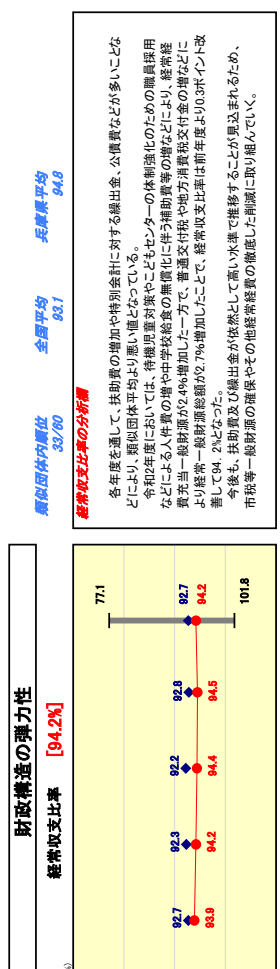 財政構造の弾力性
経常収支比率 [94.2%]
77.1
92.7
92.3
92.2
92.8
92.7
93.9
94.2
94.4
94.5
94.2
101.8
類似団体内順位
33/60
全国平均
93.1
兵庫県平均
94.8
経常収支比率の分析欄
各年度を通して、扶助費の増加や特別会計に対する繰出金、公債費などが多いことな
どにより、類似団体平均より悪い値となっている。
令和2年度においては、待機児童対策やこどもセンターの体制強化のための職員採用
などによる人件費の増や中学校給食の無償化に伴う補助費等の増などにより、経常経
費充当一般財源が2.4%増加した一方で、普通交付税や地方消費税交付金の増などに
より経常一般財源総額が2.7%増加したことで、経常収支比率は前年度より0.3ポイント改
善して94.2%となった。
今後も、扶助費及び繰出金が依然として高い水準で推移することが見込まれるため、
市税等一般財源の確保やその他経常経費の徹底した削減に取り組んでいく。